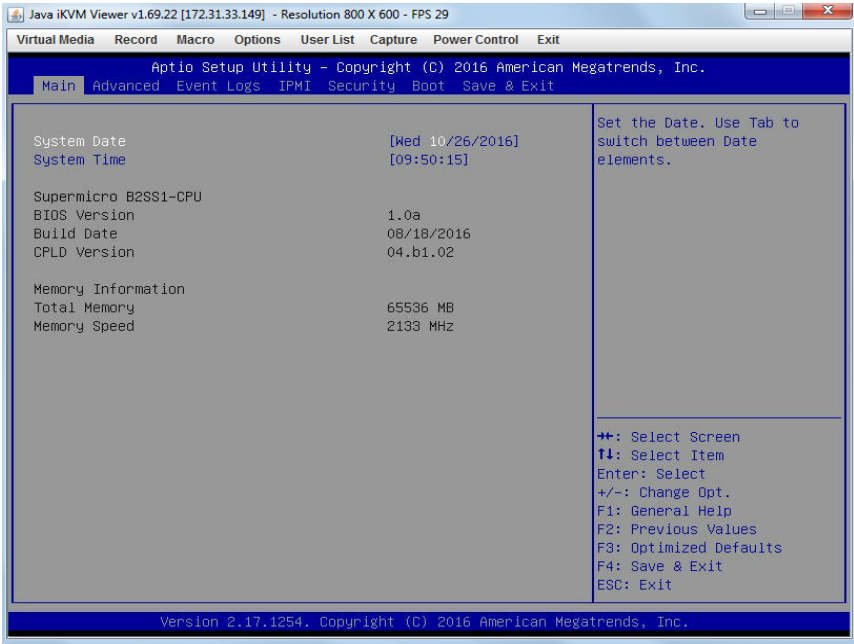 Java iKVM Viewer v1.69.22 [172.31.33.149] - Resolution 800 X 600 - FPS 29
Virtual Media Record Macro Options User List Capture Power Control Exit
Aptio Setup Utility – Copyright (C) 2016 American Megatrends, Inc.
Main Advanced Event Logs IPMI Security Boot Save & Exit
System Date [Wed 10/26/2016]
System Time [09:50:15]
Supermicro B2SS1-CPU
BIOS Version 1.0a
Build Date 08/18/2016
CPLD Version 04.b1.02
Memory Information
Total Memory 65536 MB
Memory Speed 2133 MHz
Set the Date. Use Tab to
switch between Date
elements.
→←: Select Screen
↑↓: Select Item
Enter: Select
+/-: Change Opt.
F1: General Help
F2: Previous Values
F3: Optimized Defaults
F4: Save & Exit
ESC: Exit
Version 2.17.1254. Copyright (C) 2016 American Megatrends, Inc.